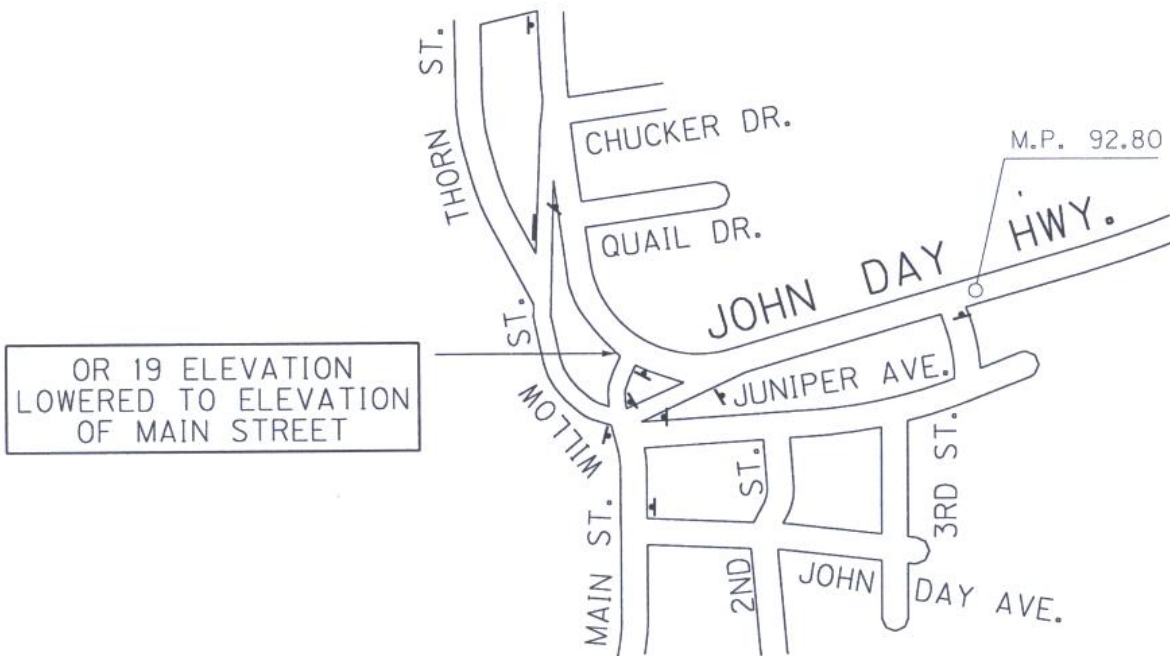 THORN ST.
CHUCKER DR.
M.P. 92.80
QUAIL DR.
JOHN DAY HWY.
OR 19 ELEVATION
LOWERED TO ELEVATION
OF MAIN STREET
WILLOW ST.
JUNIPER AVE.
MAIN ST.
2ND ST.
3RD ST.
JOHN DAY AVE.